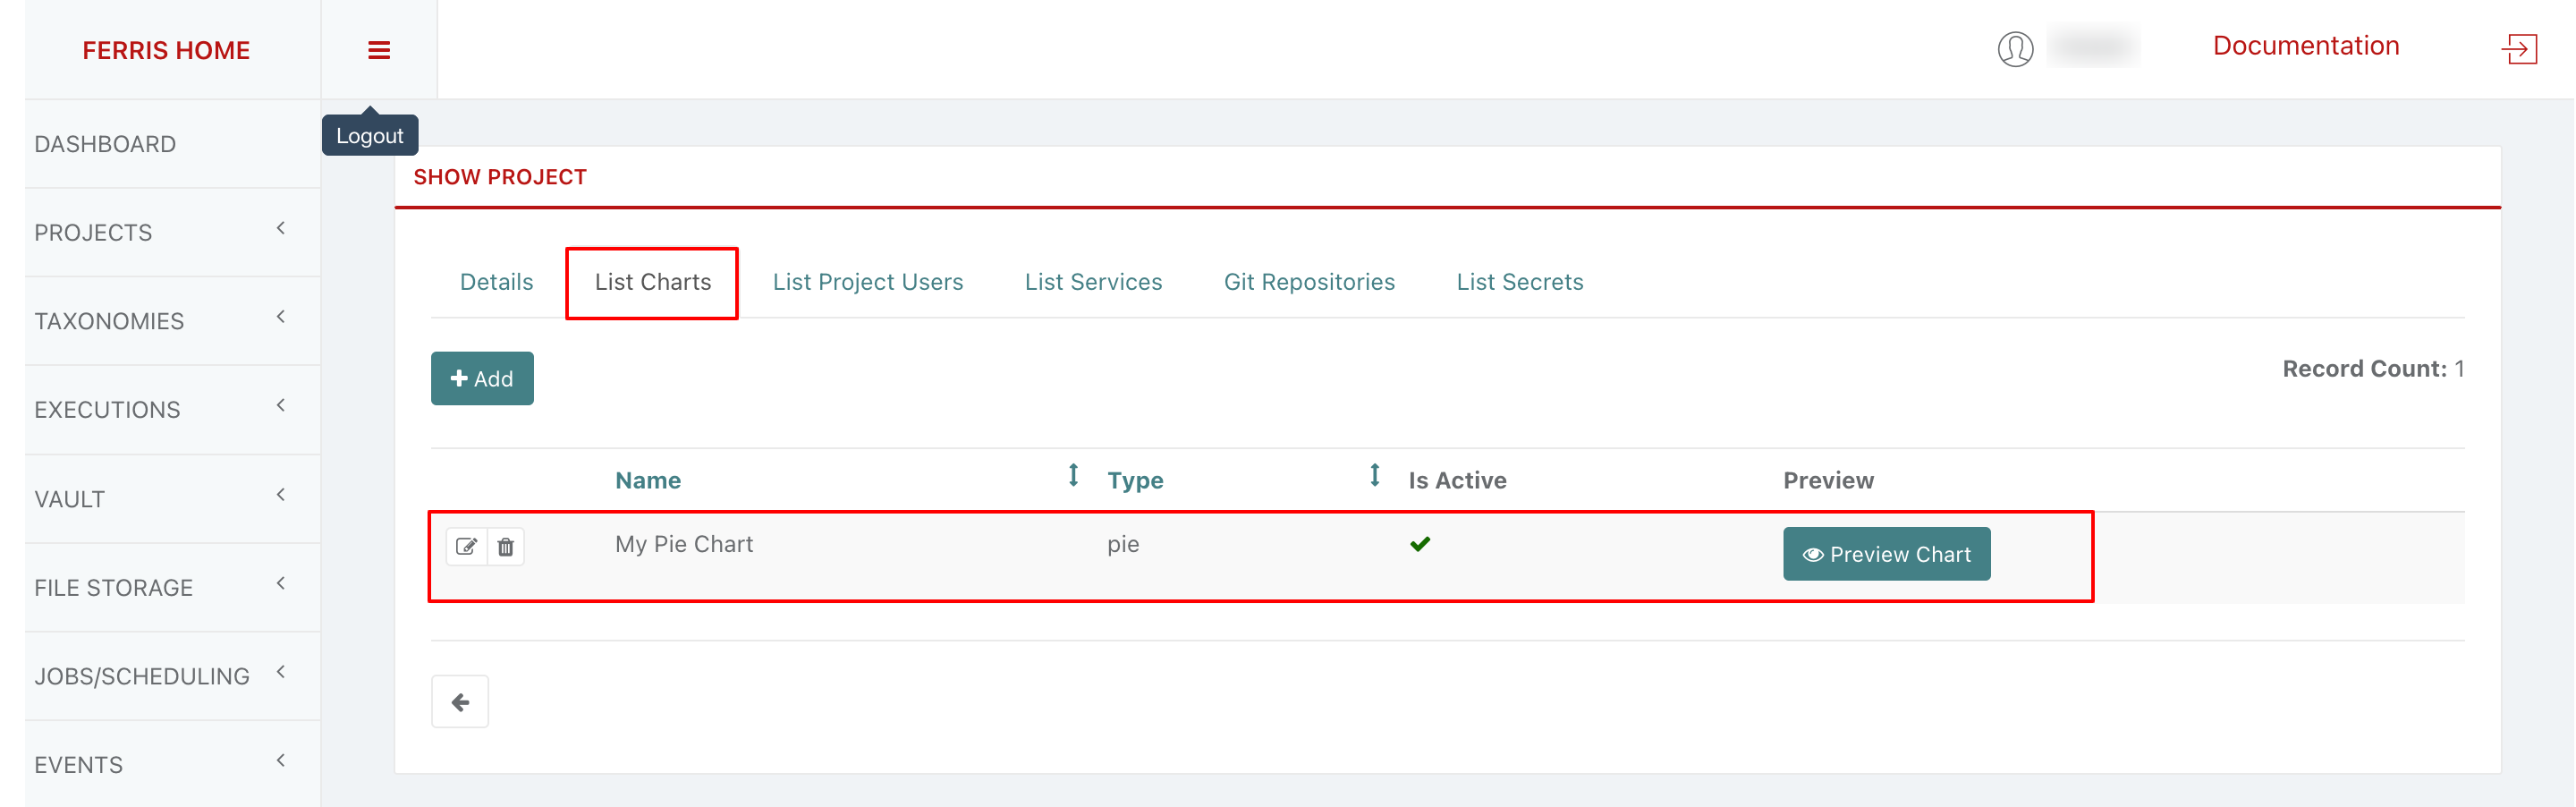 FERRIS HOME
Documentation
Logout
DASHBOARD
PROJECTS
TAXONOMIES
EXECUTIONS
VAULT
FILE STORAGE
JOBS/SCHEDULING
EVENTS
SHOW PROJECT
Details List Charts List Project Users List Services Git Repositories List Secrets
Add
Record Count: 1
Name Type Is Active Preview
My Pie Chart pie Preview Chart